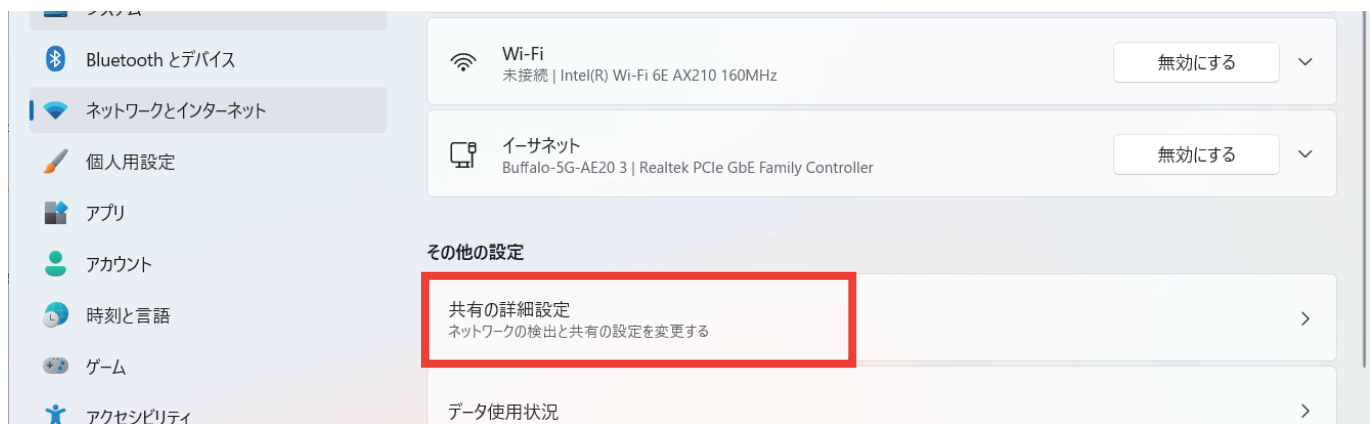 システム
Bluetooth とデバイス
ネットワークとインターネット
個人用設定
アプリ
アカウント
時刻と言語
ゲーム
アクセシビリティ
Wi-Fi
未接続 | Intel(R) Wi-Fi 6E AX210 160MHz
無効にする
イーサネット
Buffalo-5G-AE20 3 | Realtek PCIe GbE Family Controller
無効にする
その他の設定
共有の詳細設定
ネットワークの検出と共有の設定を変更する
データ使用状況